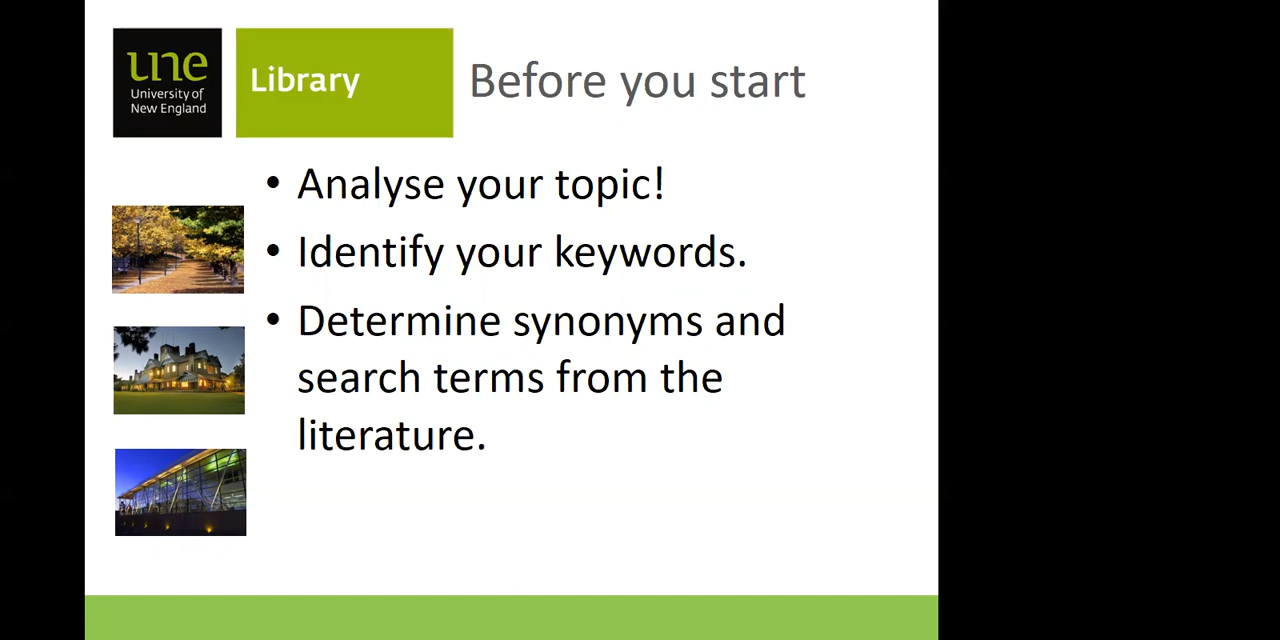 une
University of
New England
Library
Before you start
• Analyse your topic!
• Identify your keywords.
• Determine synonyms and
search terms from the
literature.